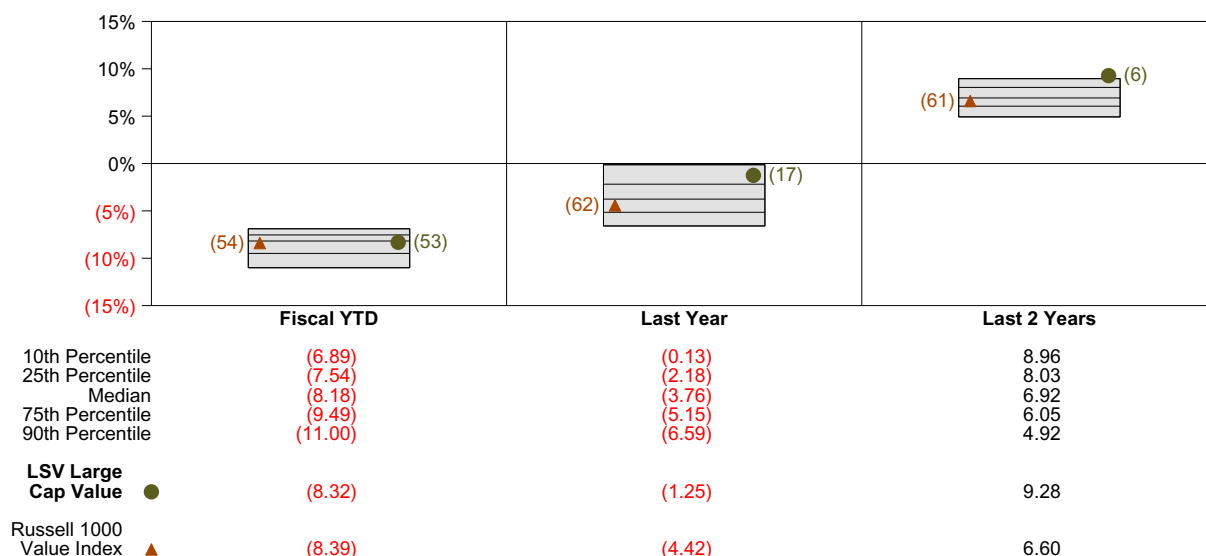 15%
10%
5%
0%
(5%)
(10%)
(15%)
(54) (53)
(62) (17)
(61) (6)
Fiscal YTD Last Year Last 2 Years
10th Percentile (6.89) (0.13) 8.96
25th Percentile (7.54) (2.18) 8.03
Median (8.18) (3.76) 6.92
75th Percentile (9.49) (5.15) 6.05
90th Percentile (11.00) (6.59) 4.92
LSV Large
Cap Value (8.32) (1.25) 9.28
Russell 1000
Value Index (8.39) (4.42) 6.60